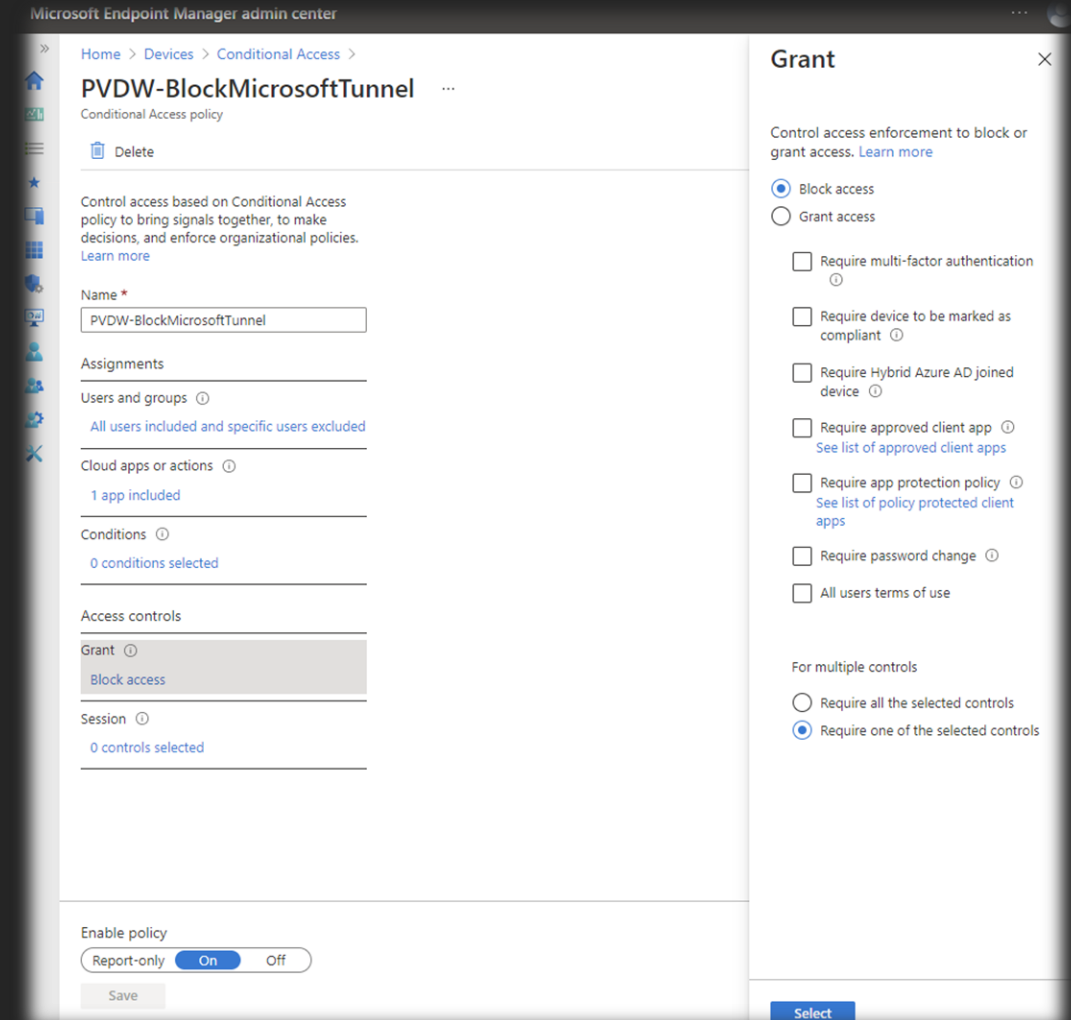 Microsoft Endpoint Manager admin center
Home > Devices > Conditional Access >
PVDW-BlockMicrosoftTunnel ...
Conditional Access policy
Delete
Control access based on Conditional Access
policy to bring signals together, to make
decisions, and enforce organizational policies.
Learn more
Name *
PVDW-BlockMicrosoftTunnel
Assignments
Users and groups
All users included and specific users excluded
Cloud apps or actions
1 app included
Conditions
0 conditions selected
Access controls
Grant
Block access
Session
0 controls selected
Enable policy
Report-only On Off
Save
Grant
Control access enforcement to block or
grant access. Learn more
Block access
Grant access
Require multi-factor authentication
Require device to be marked as
compliant
Require Hybrid Azure AD joined
device
Require approved client app
See list of approved client apps
Require app protection policy
See list of policy protected client
apps
Require password change
All users terms of use
For multiple controls
Require all the selected controls
Require one of the selected controls
Select